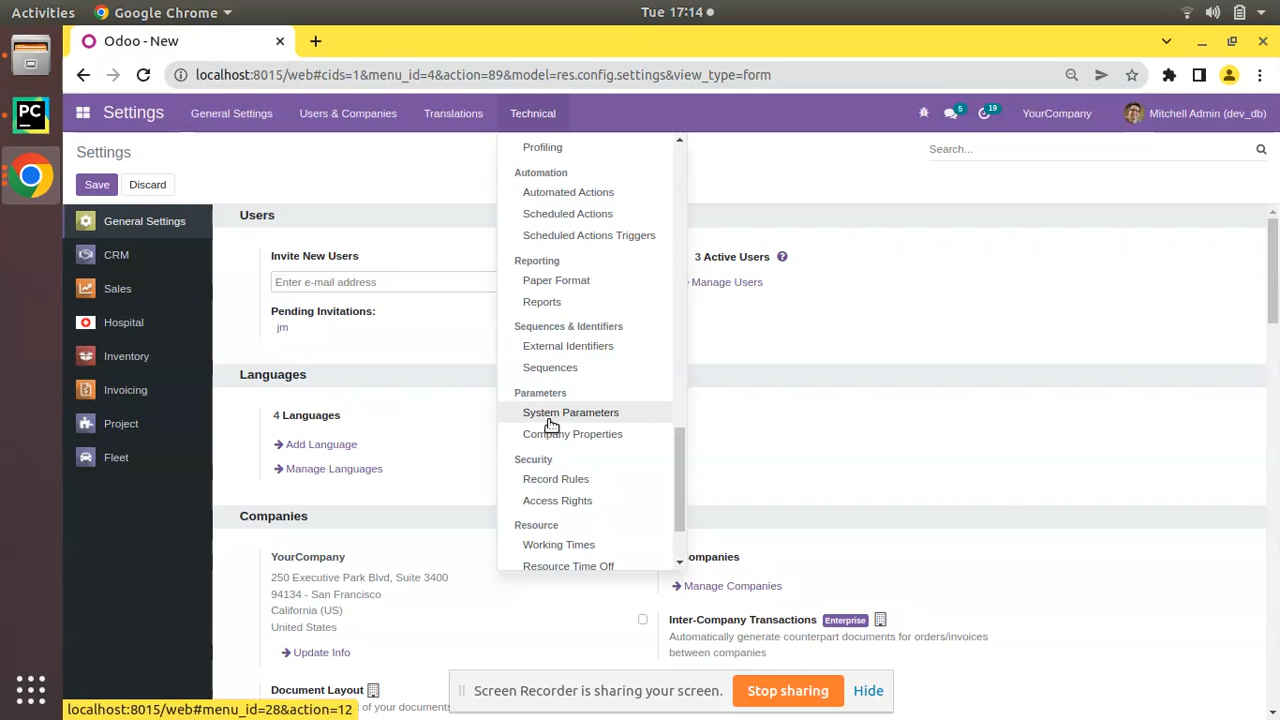 Activities
Google Chrome
Tue 17:14
Odoo - New
localhost:8015/web#cids=1&menu_id=4&action=89&model=res.config.settings&view_type=form
Settings
General Settings
Users & Companies
Translations
Technical
5
19
YourCompany
Mitchell Admin (dev_db)
Settings
Search...
Save
Discard
PC
General Settings
CRM
Sales
Hospital
Inventory
Invoicing
Project
Fleet
Users
Invite New Users
Enter e-mail address
Pending Invitations:
jm
3 Active Users
Manage Users
Languages
4 Languages
Add Language
Manage Languages
Companies
YourCompany
250 Executive Park Blvd, Suite 3400
94134 - San Francisco
California (US)
United States
Update Info
Document Layout
of your documents
ompanies
Manage Companies
Inter-Company Transactions Enterprise
Automatically generate counterpart documents for orders/invoices
between companies
Profiling
Automation
Automated Actions
Scheduled Actions
Scheduled Actions Triggers
Reporting
Paper Format
Reports
Sequences & Identifiers
External Identifiers
Sequences
Parameters
System Parameters
Company Properties
Security
Record Rules
Access Rights
Resource
Working Times
Resource Time Off
Screen Recorder is sharing your screen.
Stop sharing
Hide
localhost:8015/web#menu_id=28&action=12